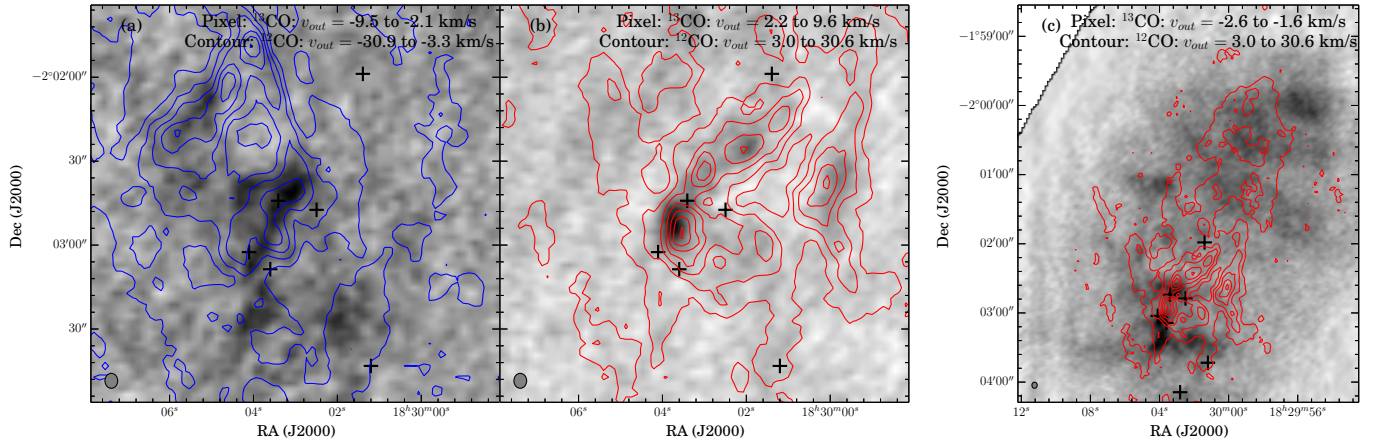 (a) Pixel: ¹³CO: v_out = -9.5 to -2.1 km/s
Contour: ¹²CO: v_out = -30.9 to -3.3 km/s
(b) Pixel: ¹³CO: v_out = 2.2 to 9.6 km/s
Contour: ¹²CO: v_out = 3.0 to 30.6 km/s
(c) Pixel: ¹³CO: v_out = -2.6 to -1.6 km/s
Contour: ¹²CO: v_out = 3.0 to 30.6 km/s
Dec (J2000)
−2°02'00"
30"
03'00"
30"
06ˢ 04ˢ 02ˢ 18ʰ30ᵐ00ˢ
RA (J2000)
06ˢ 04ˢ 02ˢ 18ʰ30ᵐ00ˢ
RA (J2000)
Dec (J2000)
−1°59'00"
−2°00'00"
01'00"
02'00"
03'00"
04'00"
12ˢ 08ˢ 04ˢ 30ᵐ00ˢ 18ʰ29ᵐ56ˢ
RA (J2000)